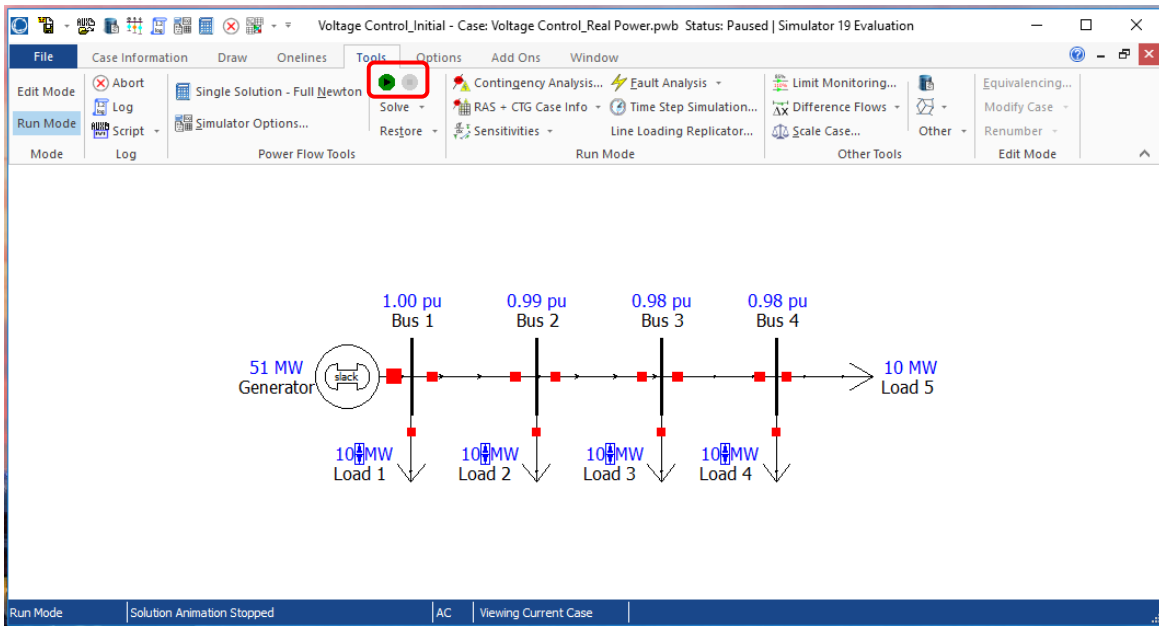 Voltage Control_Initial - Case: Voltage Control_Real Power.pwb Status: Paused | Simulator 19 Evaluation
File Case Information Draw Onelines Tools Options Add Ons Window
Edit Mode
Run Mode
Mode
Abort
Log
Script
Log
Single Solution - Full Newton
Simulator Options...
Solve
Restore
Power Flow Tools
Contingency Analysis...
RAS + CTG Case Info
Sensitivities
Fault Analysis
Time Step Simulation...
Line Loading Replicator...
Run Mode
Limit Monitoring...
Difference Flows
Scale Case...
Other
Other Tools
Equivalencing...
Modify Case
Renumber
Edit Mode
1.00 pu 0.99 pu 0.98 pu 0.98 pu
Bus 1 Bus 2 Bus 3 Bus 4
51 MW
Generator
slack
10 MW
Load 5
10 MW 10 MW 10 MW 10 MW
Load 1 Load 2 Load 3 Load 4
Run Mode Solution Animation Stopped AC Viewing Current Case